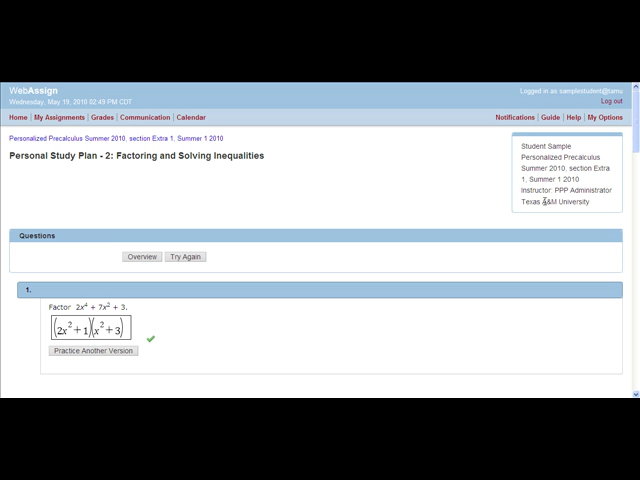 WebAssign
Logged in as samplestudent@tamu
Wednesday, May 19, 2010 02:49 PM CDT
Log out
Home | My Assignments | Grades | Communication | Calendar
Notifications | Guide | Help | My Options
Personalized Precalculus Summer 2010, section Extra 1, Summer 1 2010
Personal Study Plan - 2: Factoring and Solving Inequalities
Student Sample
Personalized Precalculus
Summer 2010, section Extra
1, Summer 1 2010
Instructor: PPP Administrator
Texas A&M University
Questions
Overview
Try Again
1.
Factor 2x⁴ + 7x² + 3.
(2x²+1)(x²+3)
Practice Another Version